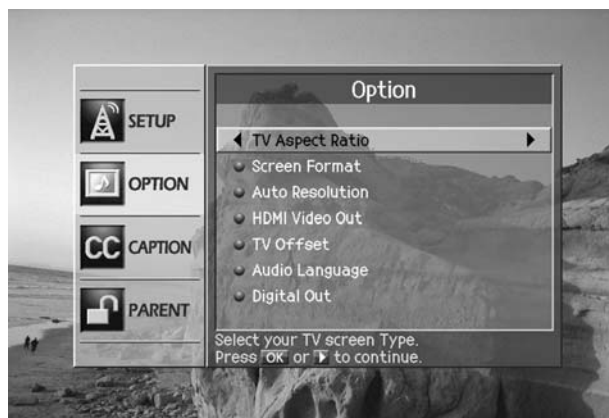 SETUP
OPTION
CC CAPTION
PARENT
Option
TV Aspect Ratio
Screen Format
Auto Resolution
HDMI Video Out
TV Offset
Audio Language
Digital Out
Select your TV screen Type.
Press OK or ▶ to continue.